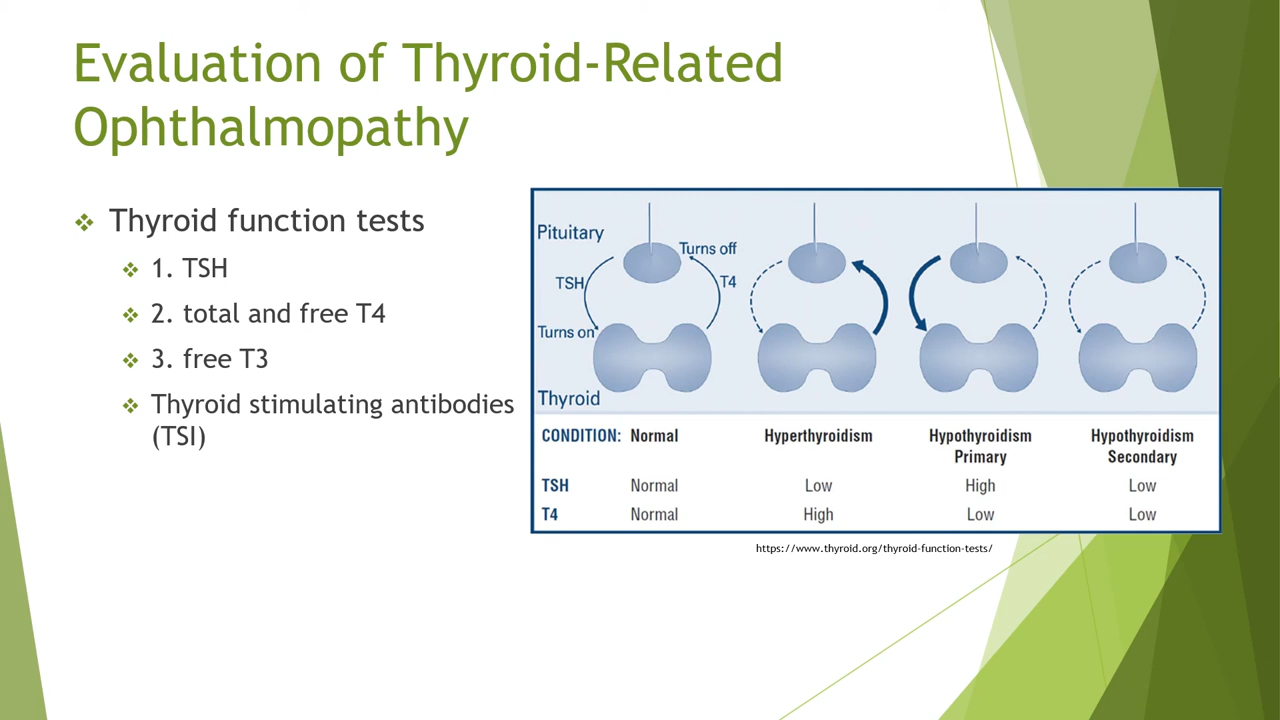 Evaluation of Thyroid-Related
Ophthalmopathy
Thyroid function tests
1. TSH
2. total and free T4
3. free T3
Thyroid stimulating antibodies
(TSI)
Pituitary
Turns off
TSH
T4
Turns on
Thyroid
CONDITION: Normal Hyperthyroidism Hypothyroidism Hypothyroidism
Primary Secondary
TSH Normal Low High Low
T4 Normal High Low Low
https://www.thyroid.org/thyroid-function-tests/